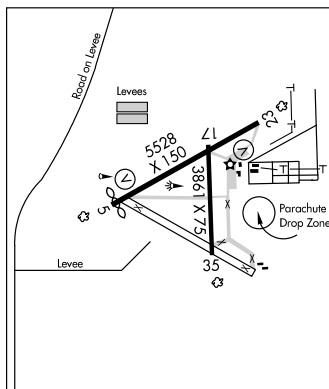 Road on Levee
Levees
5528
X 150
17
23
3861 X 75
5
Parachute
Drop Zone
35
Levee